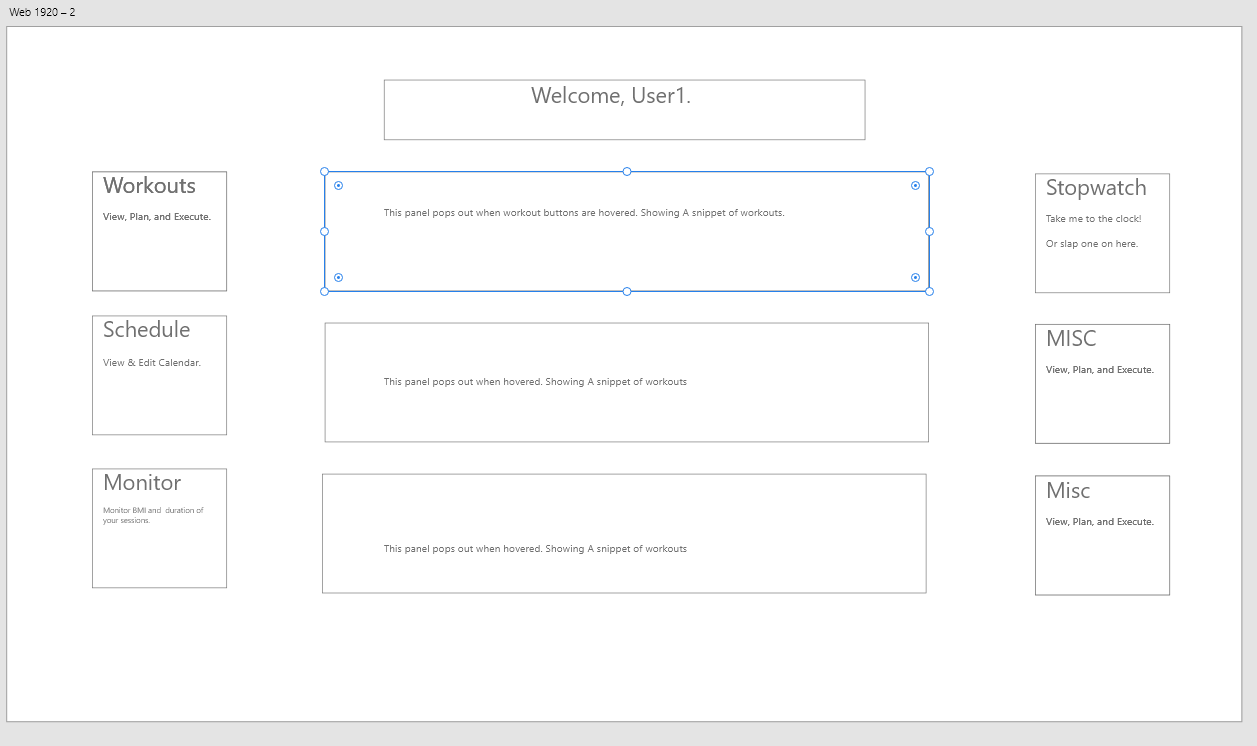 Web 1920 – 2
Welcome, User1.
Workouts
View, Plan, and Execute.
This panel pops out when workout buttons are hovered. Showing A snippet of workouts.
Stopwatch
Take me to the clock!
Or slap one on here.
Schedule
View & Edit Calendar.
This panel pops out when hovered. Showing A snippet of workouts
MISC
View, Plan, and Execute.
Monitor
Monitor BMI and duration of
your sessions.
This panel pops out when hovered. Showing A snippet of workouts
Misc
View, Plan, and Execute.